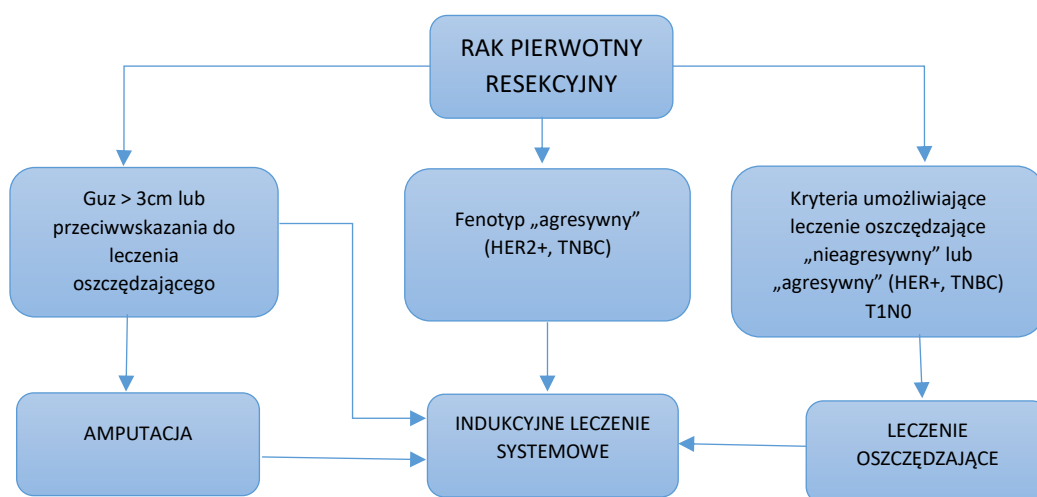 RAK PIERWOTNY
RESEKCYJNY
Guz > 3cm lub
przeciwwskazania do
leczenia
oszczędzającego
Fenotyp „agresywny”
(HER2+, TNBC)
Kryteria umożliwiające
leczenie oszczędzające
„nieagresywny” lub
„agresywny” (HER+, TNBC)
T1N0
AMPUTACJA
INDUKCYJNE LECZENIE
SYSTEMOWE
LECZENIE
OSZCZĘDZAJĄCE